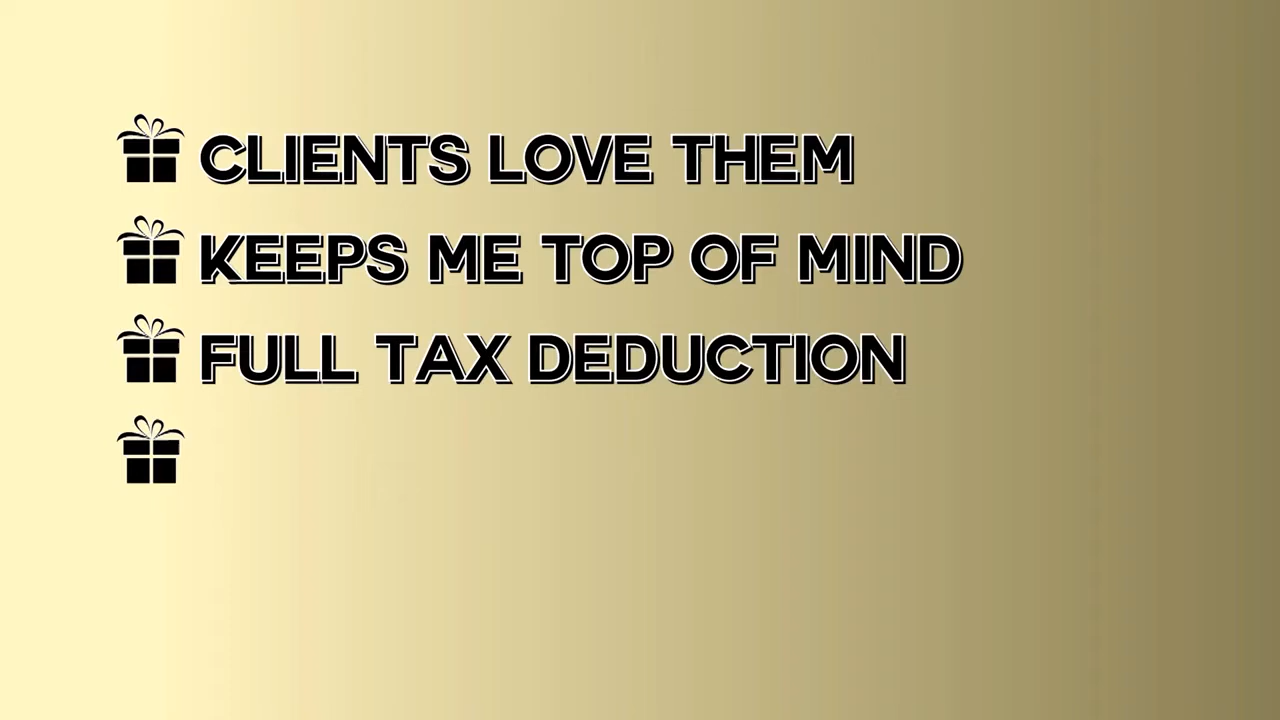 CLIENTS LOVE THEM
KEEPS ME TOP OF MIND
FULL TAX DEDUCTION